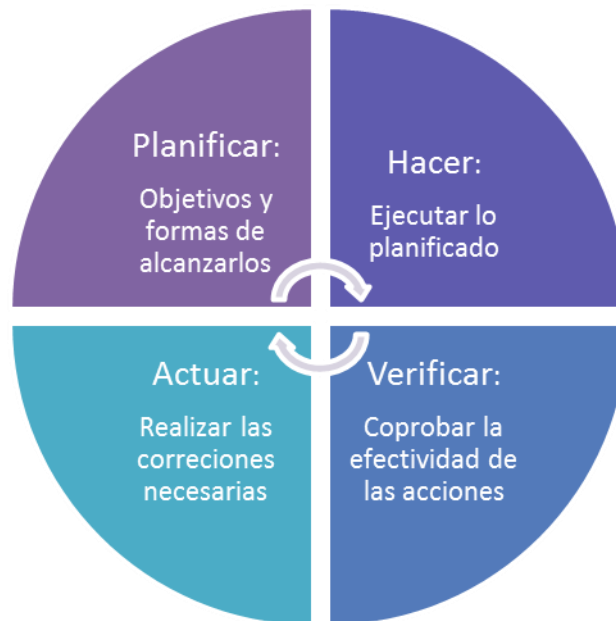 Planificar:
Objetivos y
formas de
alcanzarlos
Hacer:
Ejecutar lo
planificado
Actuar:
Realizar las
correciones
necesarias
Verificar:
Coprobar la
efectividad de
las acciones